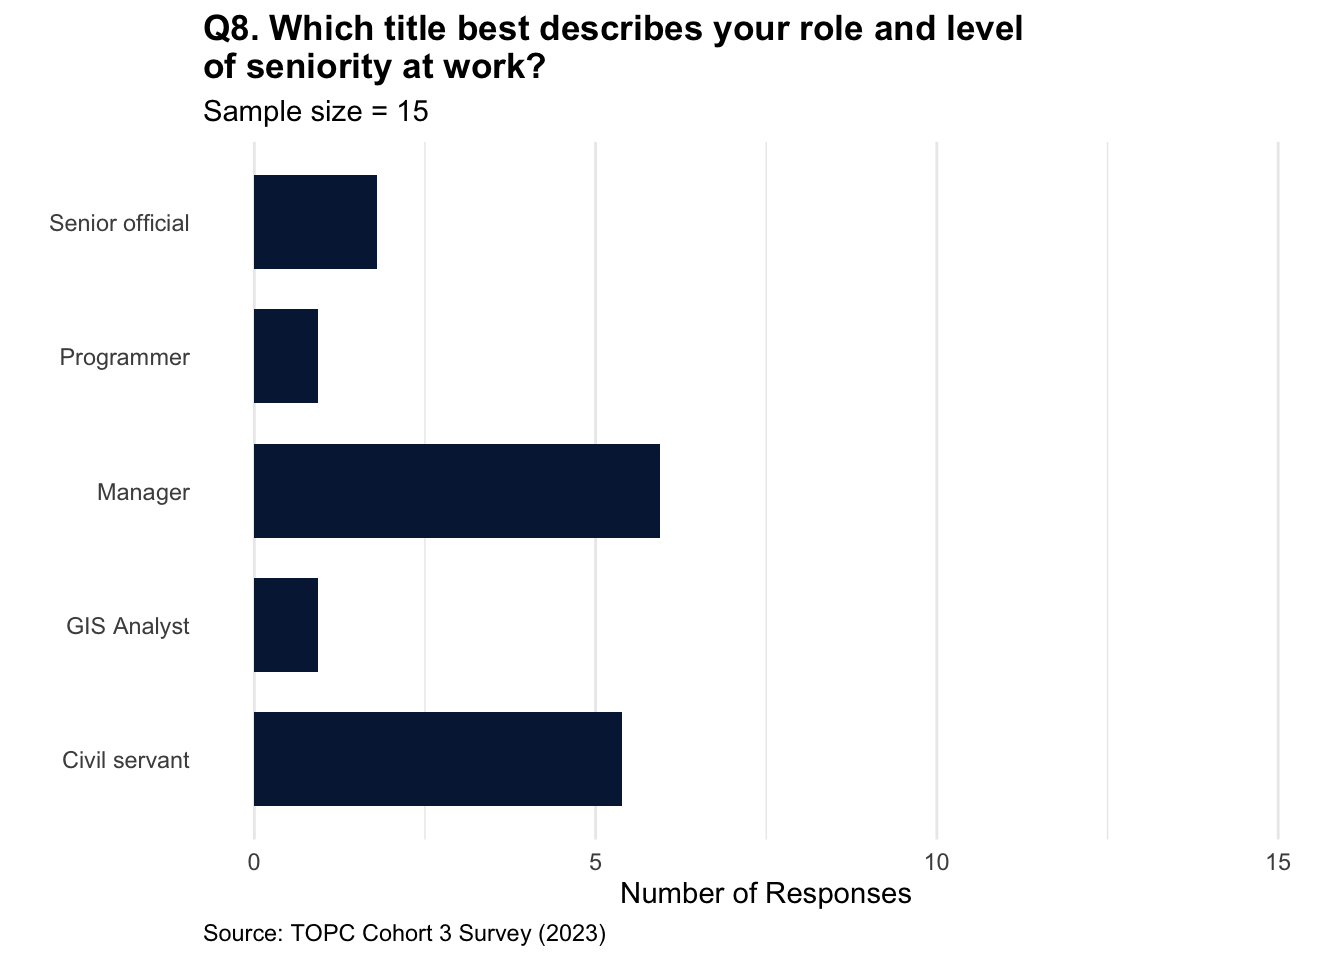 Q8. Which title best describes your role and level
of seniority at work?
Sample size = 15
Senior official
Programmer
Manager
GIS Analyst
Civil servant
0 5 10 15
Number of Responses
Source: TOPC Cohort 3 Survey (2023)